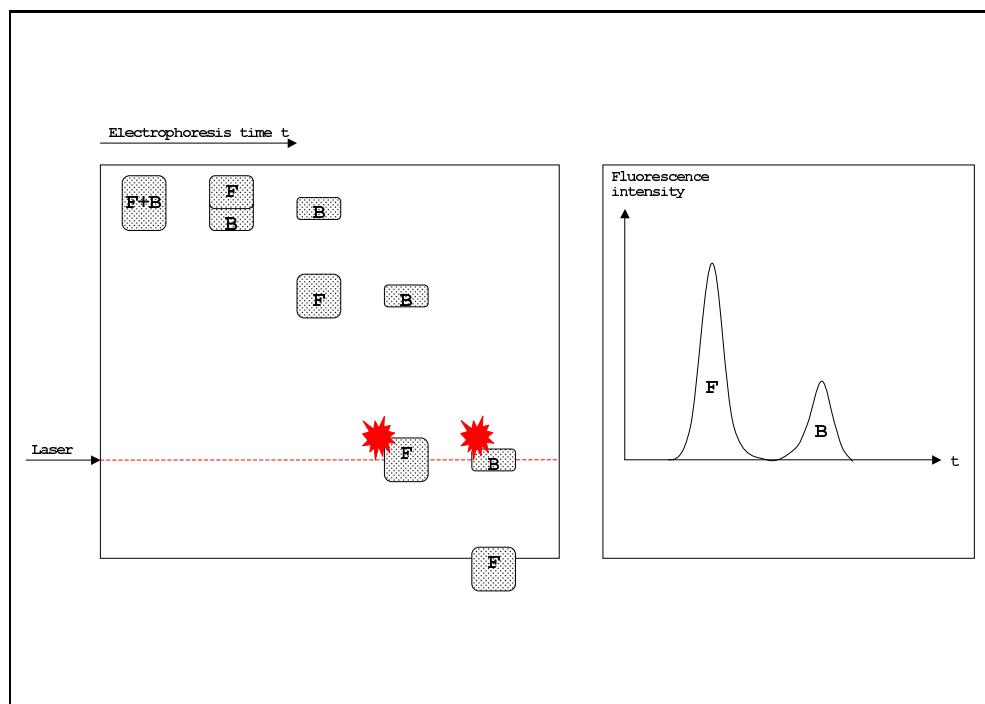 Electrophoresis time t
F+B
F
B
B
F
B
Laser
F
B
F
Fluorescence
intensity
F
B
t